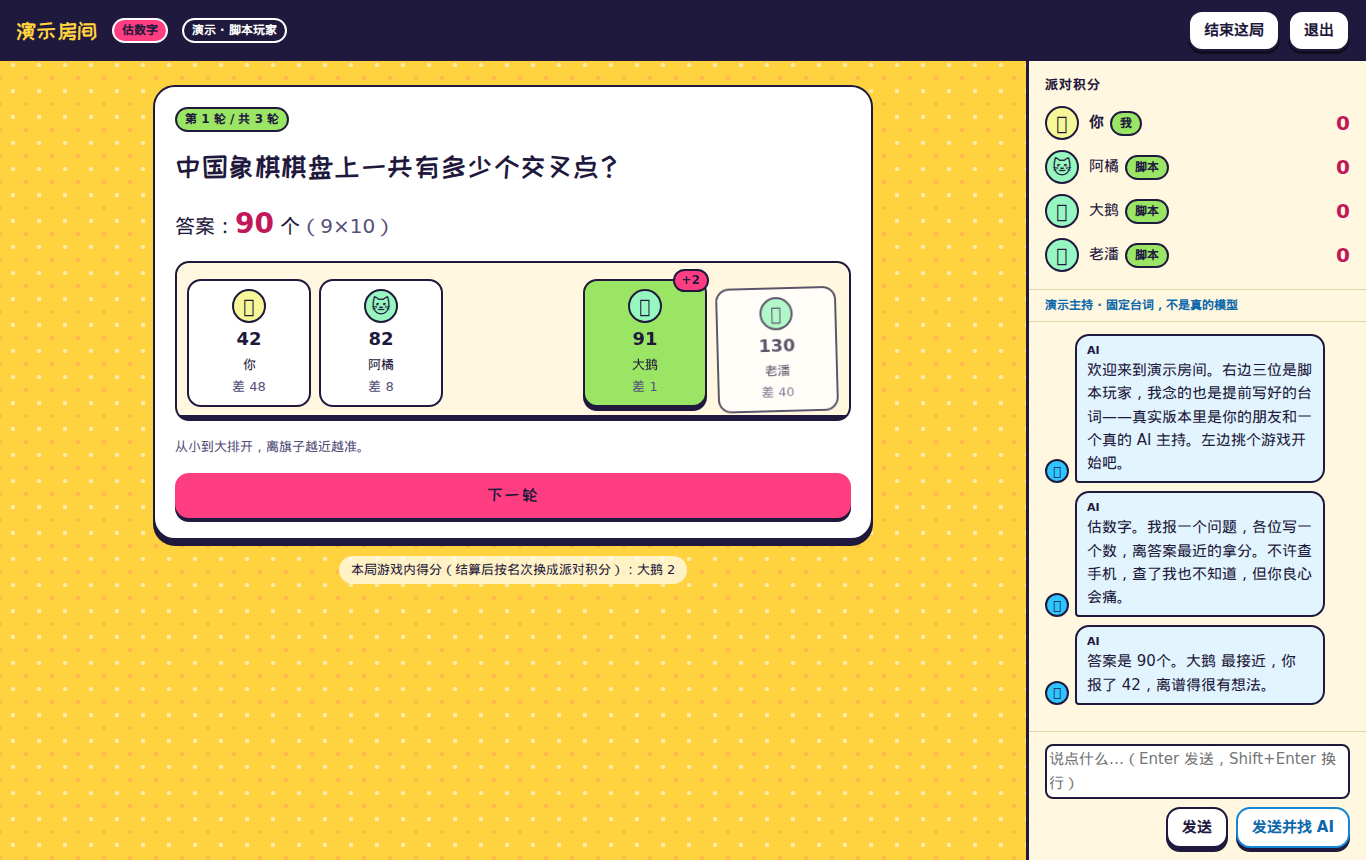 演示房间
估数字
演示·脚本玩家
结束这局
退出
第 1 轮 / 共 3 轮
中国象棋棋盘上一共有多少个交叉点？
答案：90 个（9×10）
42
你
差 48
82
阿橘
差 8
+2
91
大鹅
差 1
130
老潘
差 40
从小到大排开，离旗子越近越准。
下一轮
本局游戏内得分（结算后按名次换成派对积分）：大鹅 2
派对积分
你 我 0
阿橘 脚本 0
大鹅 脚本 0
老潘 脚本 0
演示主持·固定台词，不是真的模型
AI
欢迎来到演示房间。右边三位是脚
本玩家，我念的也是提前写好的台
词——真实版本里是你的朋友和一
个真的 AI 主持。左边挑个游戏开
始吧。
AI
估数字。我报一个问题，各位写一
个数，离答案最近的拿分。不许查
手机，查了我也不知道，但你良心
会痛。
AI
答案是 90个。大鹅 最接近，你
报了 42，离谱得很有想法。
说点什么…（Enter 发送，Shift+Enter 换
行）
发送
发送并找 AI